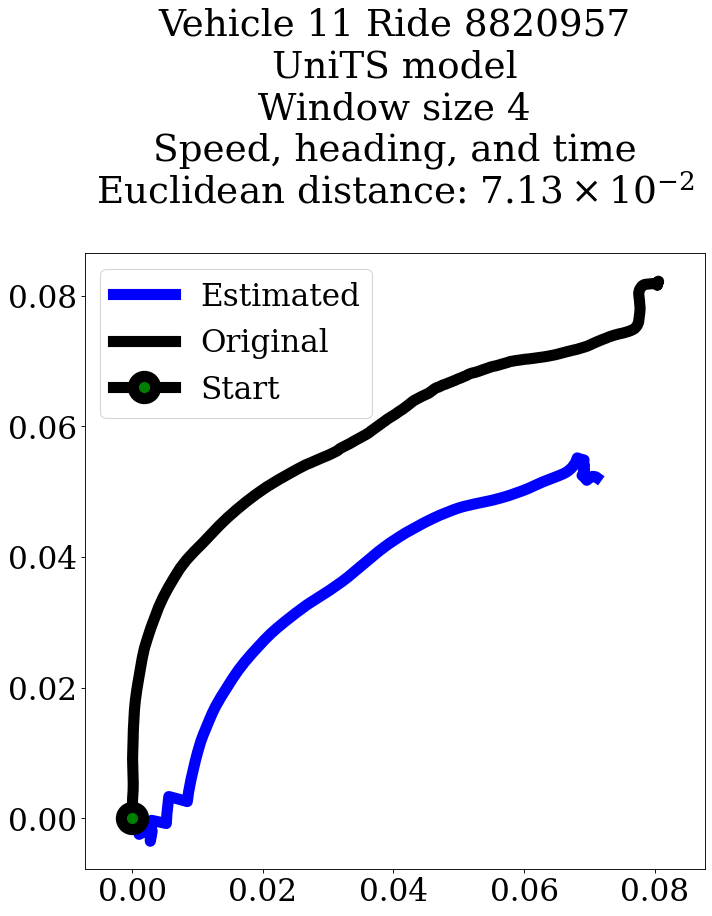 Vehicle 11 Ride 8820957
UniTS model
Window size 4
Speed, heading, and time
Euclidean distance: $7.13 \times 10^{-2}$
Estimated
Original
Start
0.08
0.06
0.04
0.02
0.00
0.00 0.02 0.04 0.06 0.08